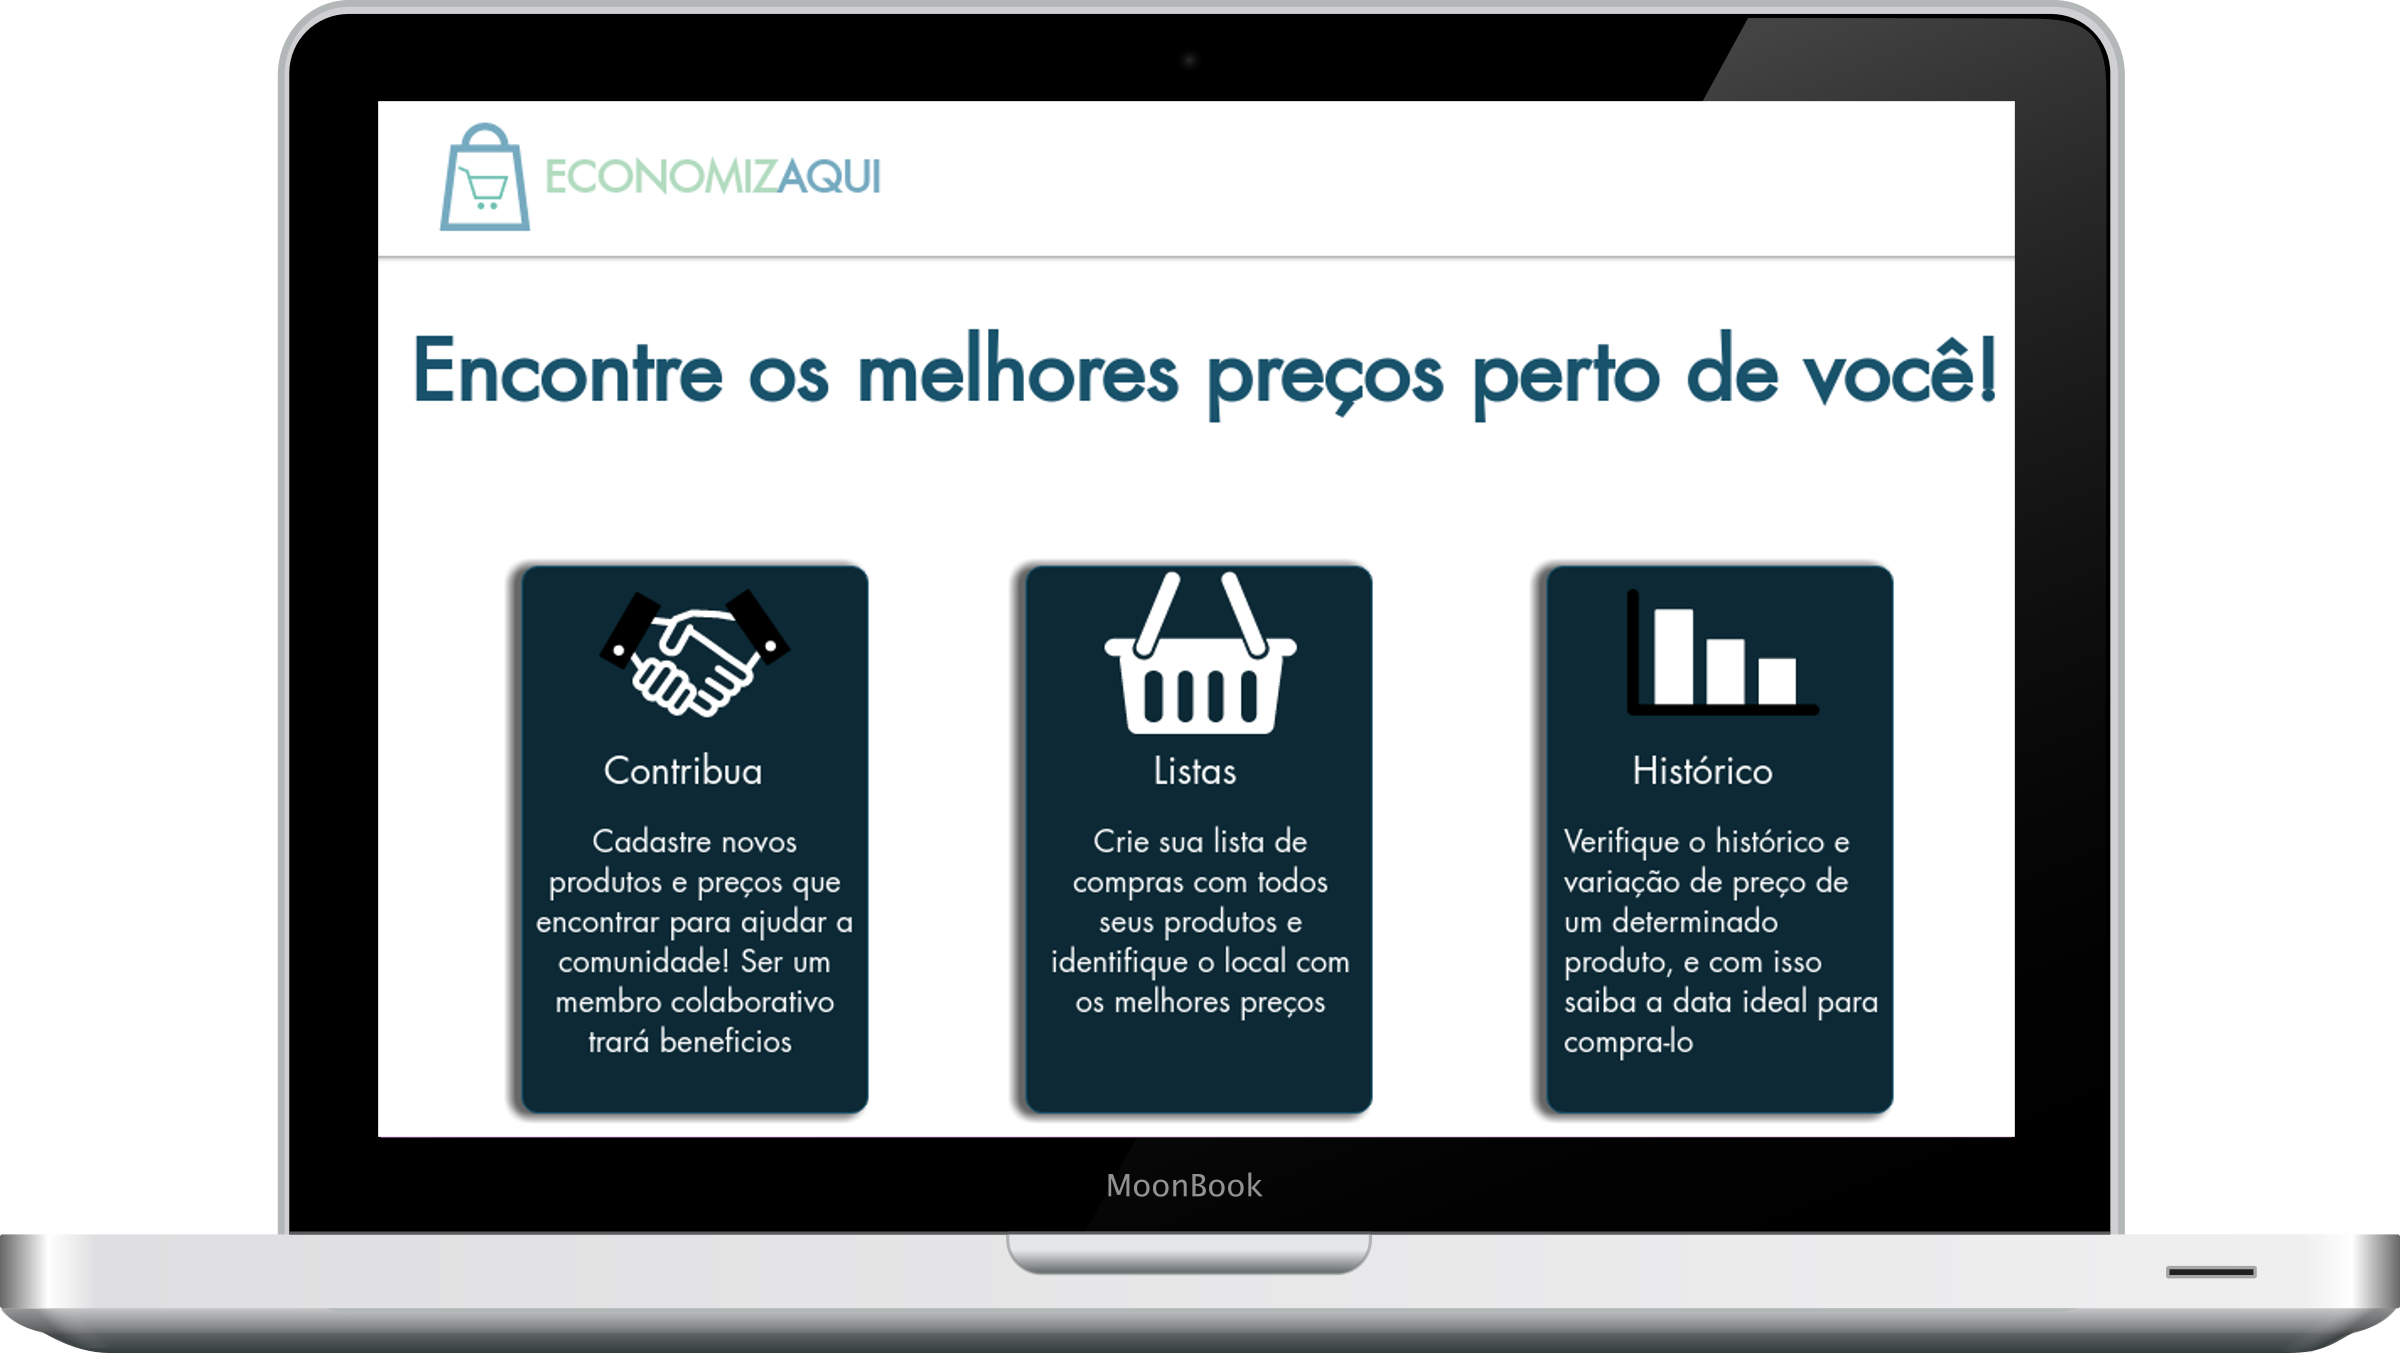 ECONOMIZAQUI
Encontre os melhores preços perto de você!
Contribua
Cadastre novos
produtos e preços que
encontrar para ajudar a
comunidade! Ser um
membro colaborativo
trará beneficios
Listas
Crie sua lista de
compras com todos
seus produtos e
identifique o local com
os melhores preços
Histórico
Verifique o histórico e
variação de preço de
um determinado
produto, e com isso
saiba a data ideal para
compra-lo
MoonBook